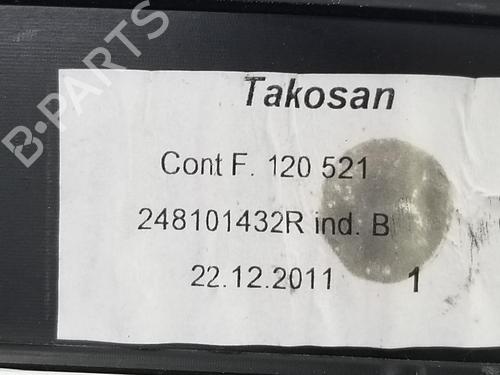 B-PARTS
Takosan
Cont F. 120 521
248101432R ind. B
22.12.2011 1